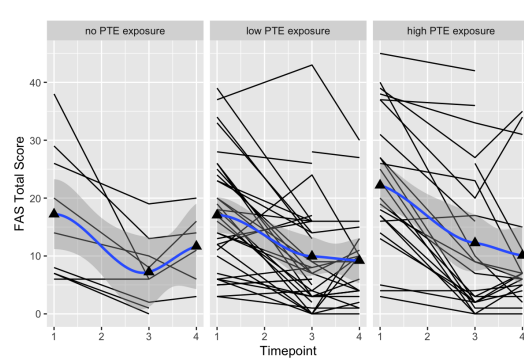 no PTE exposure low PTE exposure high PTE exposure
40
30
20
10
0
1 2 3 4 1 2 3 4 1 2 3 4
Timepoint
FAS Total Score